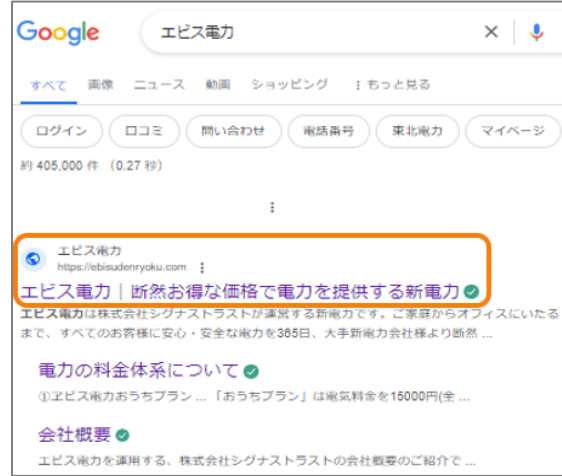 Google
エビス電力
すべて 画像 ニュース 動画 ショッピング もっと見る
ログイン 口コミ 問い合わせ 電話番号 東北電力 マイページ
約 405,000 件 (0.27 秒)
エビス電力
https://ebisudenryoku.com
エビス電力｜断然お得な価格で電力を提供する新電力
エビス電力は株式会社シグナストラストが運営する新電力です。ご家庭からオフィスにいたる
まで、すべてのお客様に安心・安全な電力を365日、大手新電力会社様より断然 ...
電力の料金体系について
①ヱビス電力おうちプラン ... 「おうちプラン」は電気料金を15000円(全 ...
会社概要
エビス電力を運用する、株式会社シグナストラストの会社概要のご紹介で ...